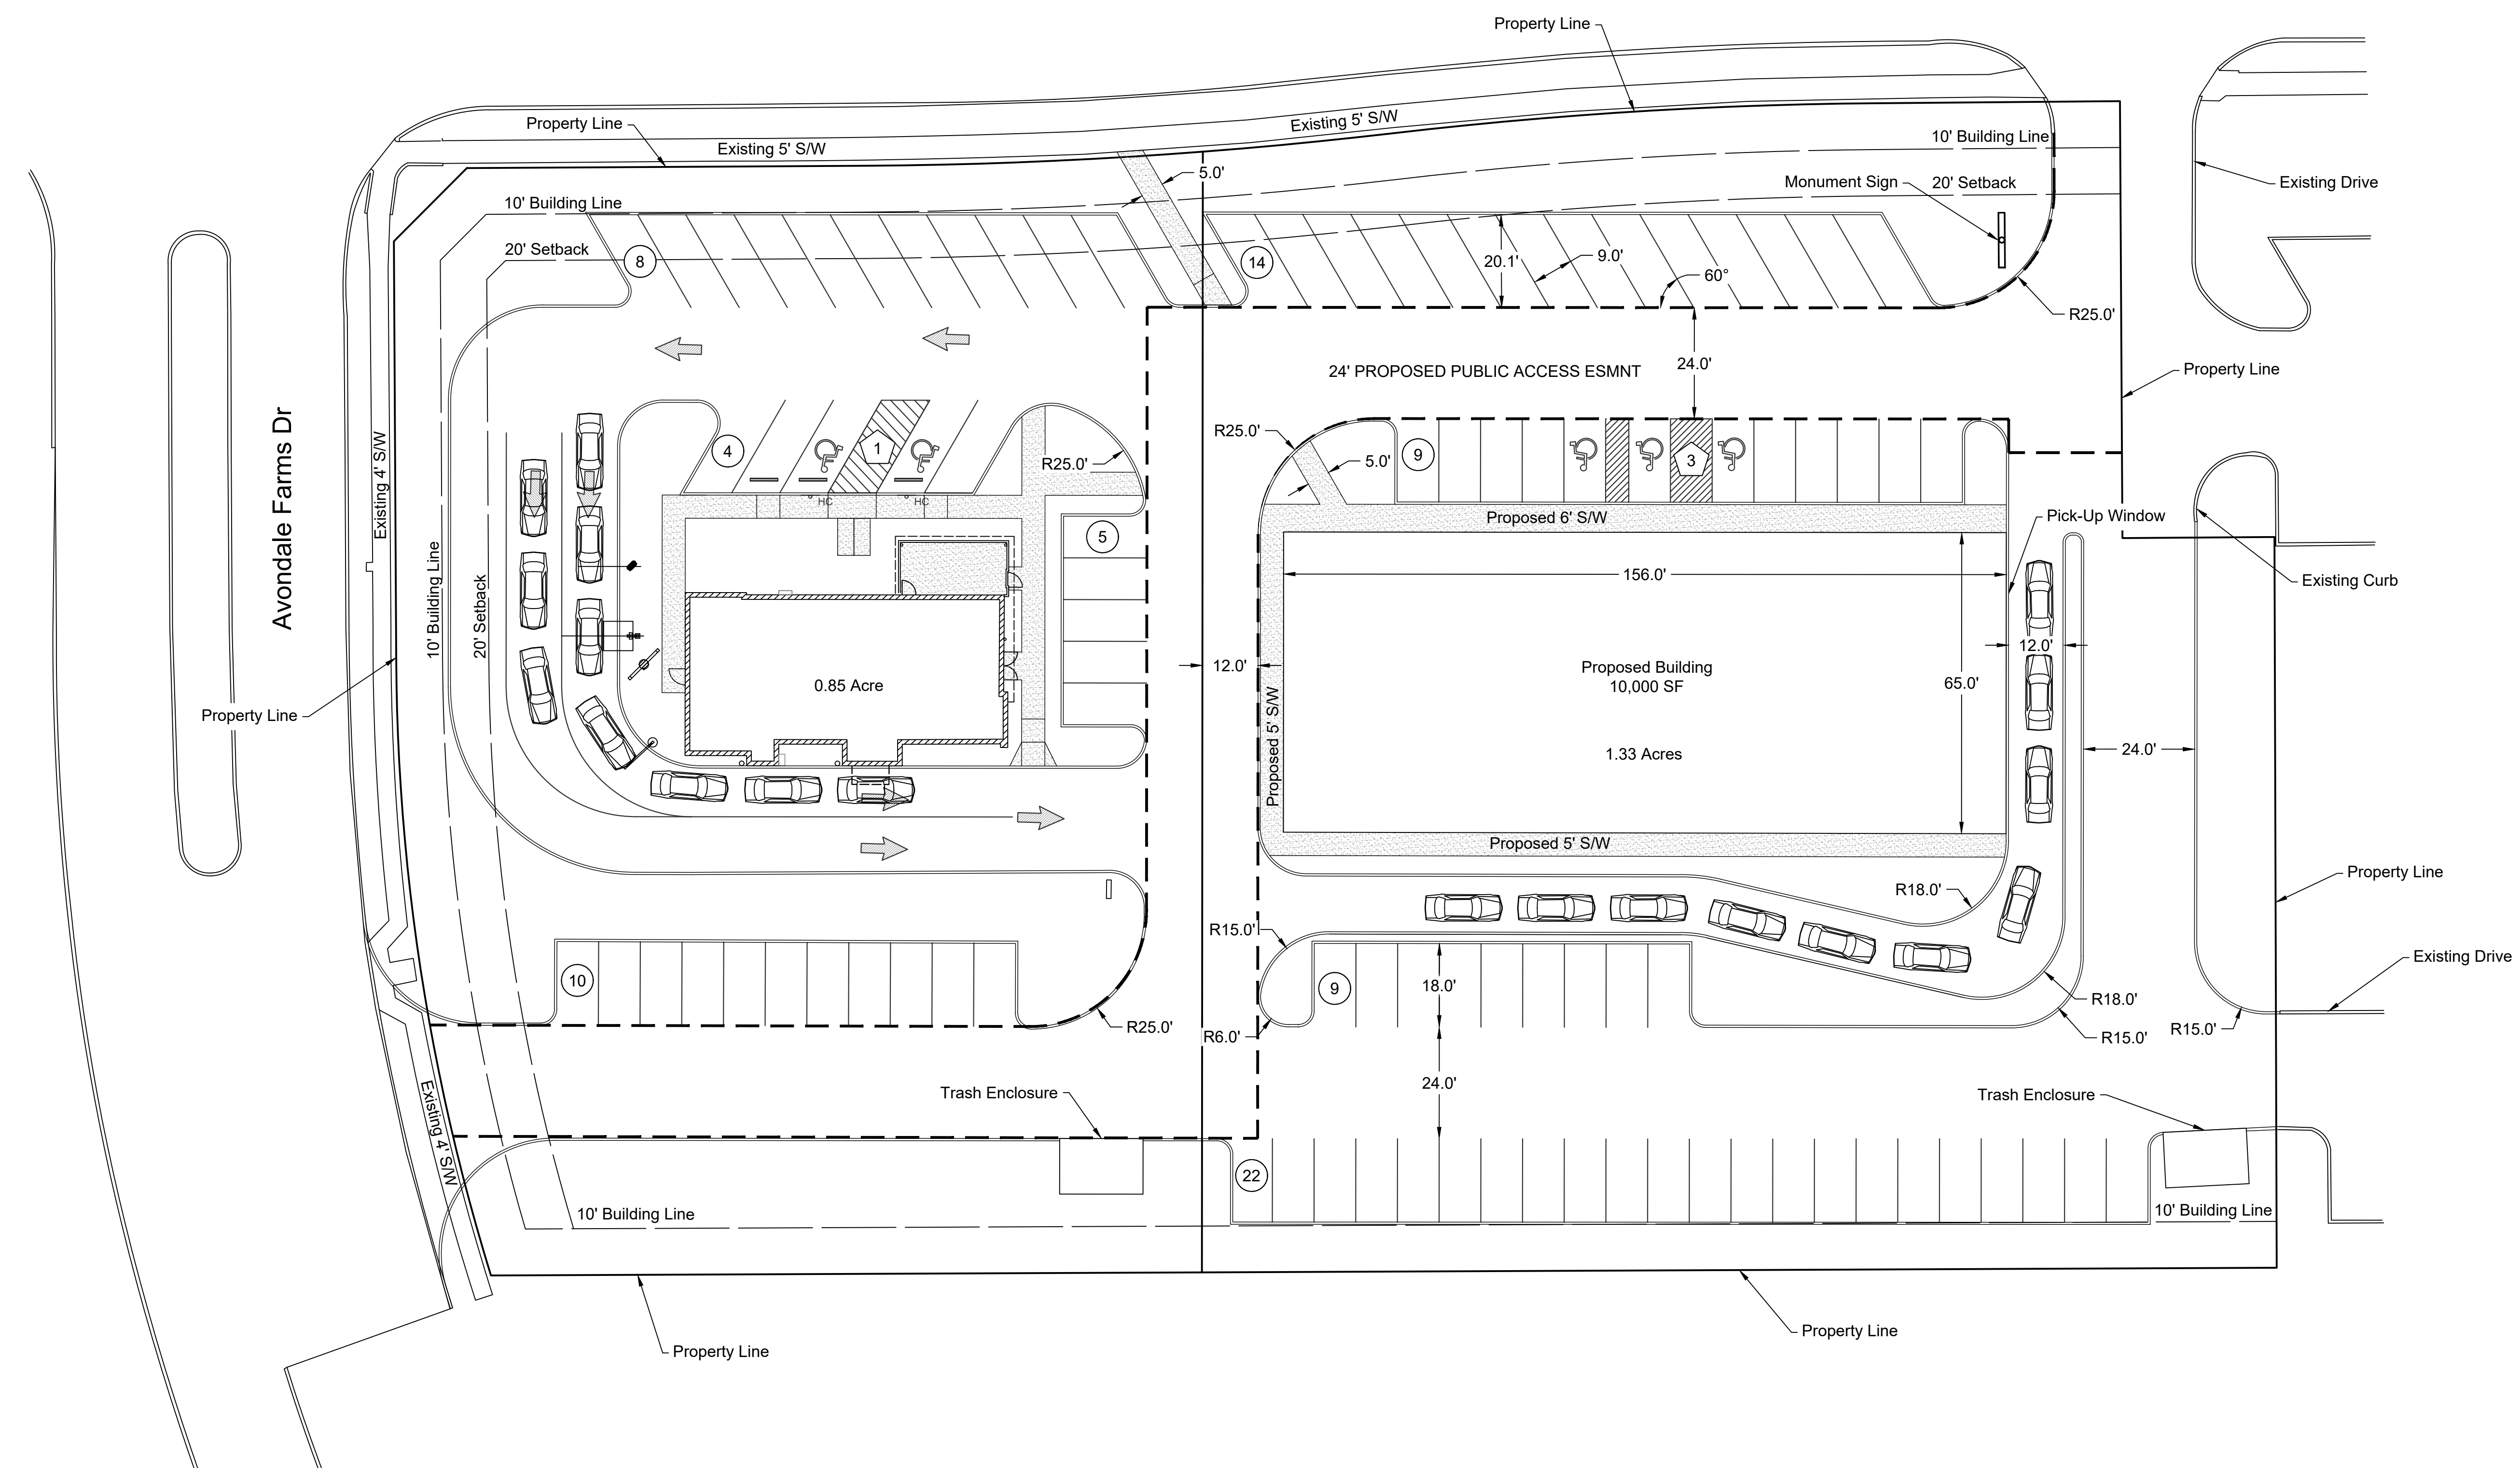 Property Line
Property Line
Existing 5' S/W
Existing 5' S/W
10' Building Line
5.0'
Monument Sign
20' Setback
Existing Drive
10' Building Line
20' Setback
8
14
20.1'
9.0'
60°
R25.0'
24' PROPOSED PUBLIC ACCESS ESMNT
24.0'
Property Line
Avondale Farms Dr
Existing 4' S/W
10' Building Line
20' Setback
4
1
R25.0'
HC
HC
5
R25.0'
5.0'
9
3
Proposed 6' S/W
Pick-Up Window
Existing Curb
156.0'
12.0'
12.0'
65.0'
Proposed Building
10,000 SF
1.33 Acres
0.85 Acre
Property Line
Proposed 5' S/W
24.0'
Proposed 5' S/W
Property Line
R18.0'
R15.0'
Existing Drive
10
9
18.0'
R18.0'
R25.0'
R6.0'
R15.0'
R15.0'
24.0'
Trash Enclosure
Trash Enclosure
Existing 4' S/W
22
10' Building Line
10' Building Line
Property Line
Property Line